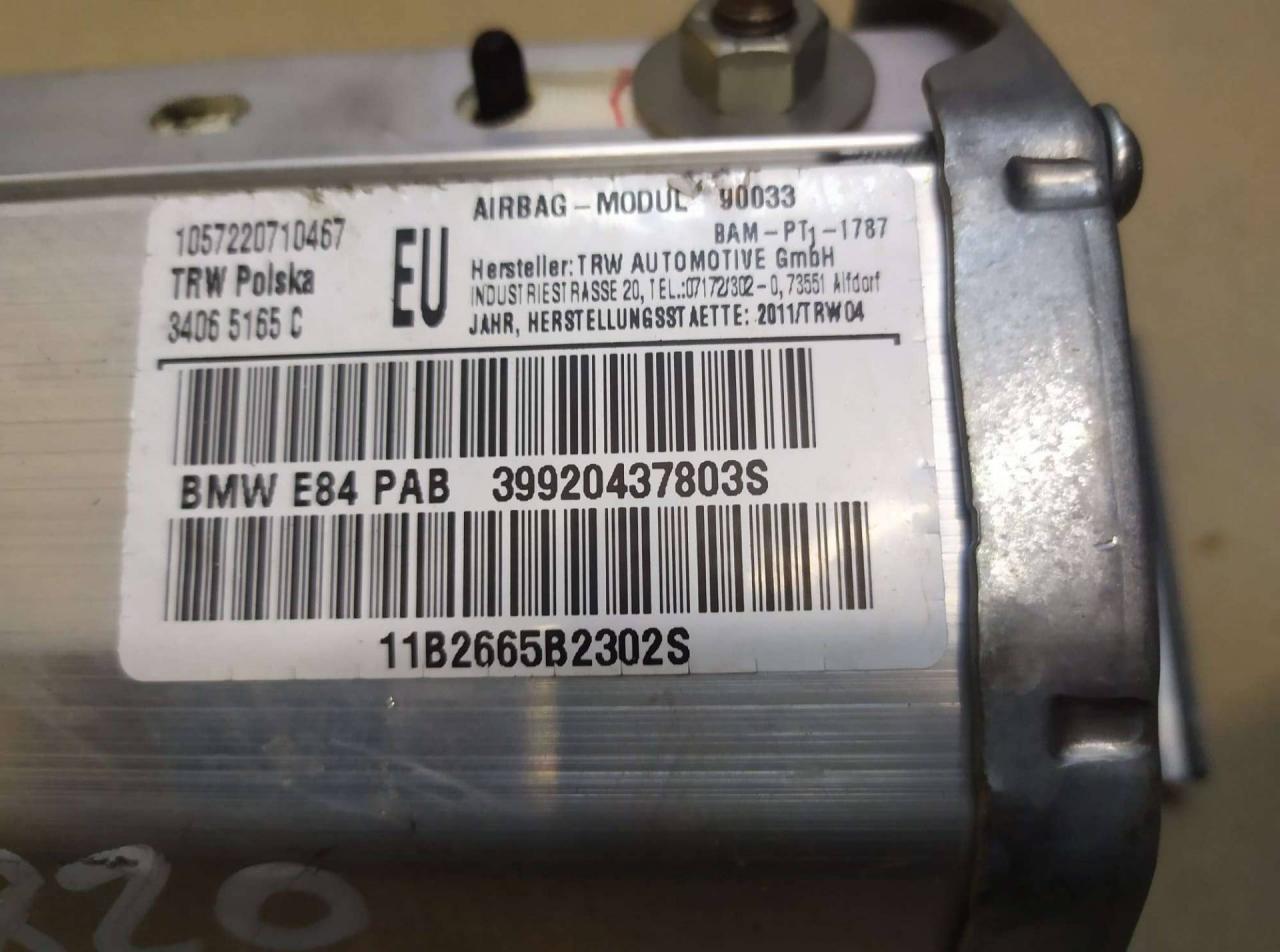 AIRBAG-MODUL 90033
BAM-PT1-1787
1057220710467
TRW Polska
3406 5165 C
EU
Hersteller: TRW AUTOMOTIVE GmbH
INDUSTRIESTRASSE 20, TEL.:07172/302-0, 73551 Alfdorf
JAHR, HERSTELLUNGSSTAETTE: 2011/TRW04
BMW E84 PAB 39920437803S
11B2665B2302S